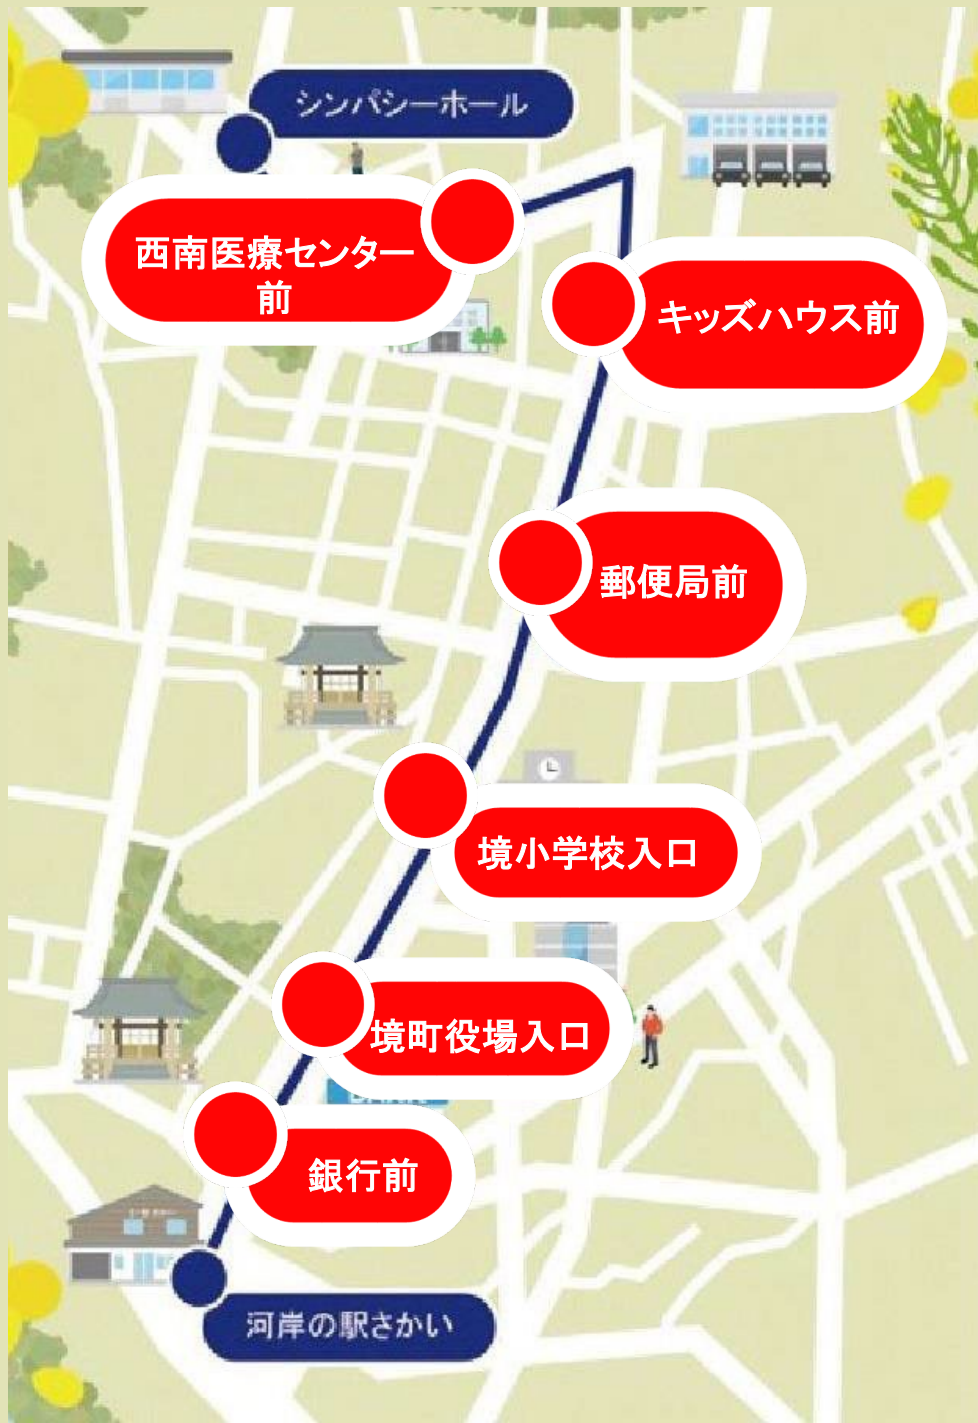 シンパシーホール
西南医療センター
前
キッズハウス前
郵便局前
境小学校入口
境町役場入口
銀行前
河岸の駅さかい